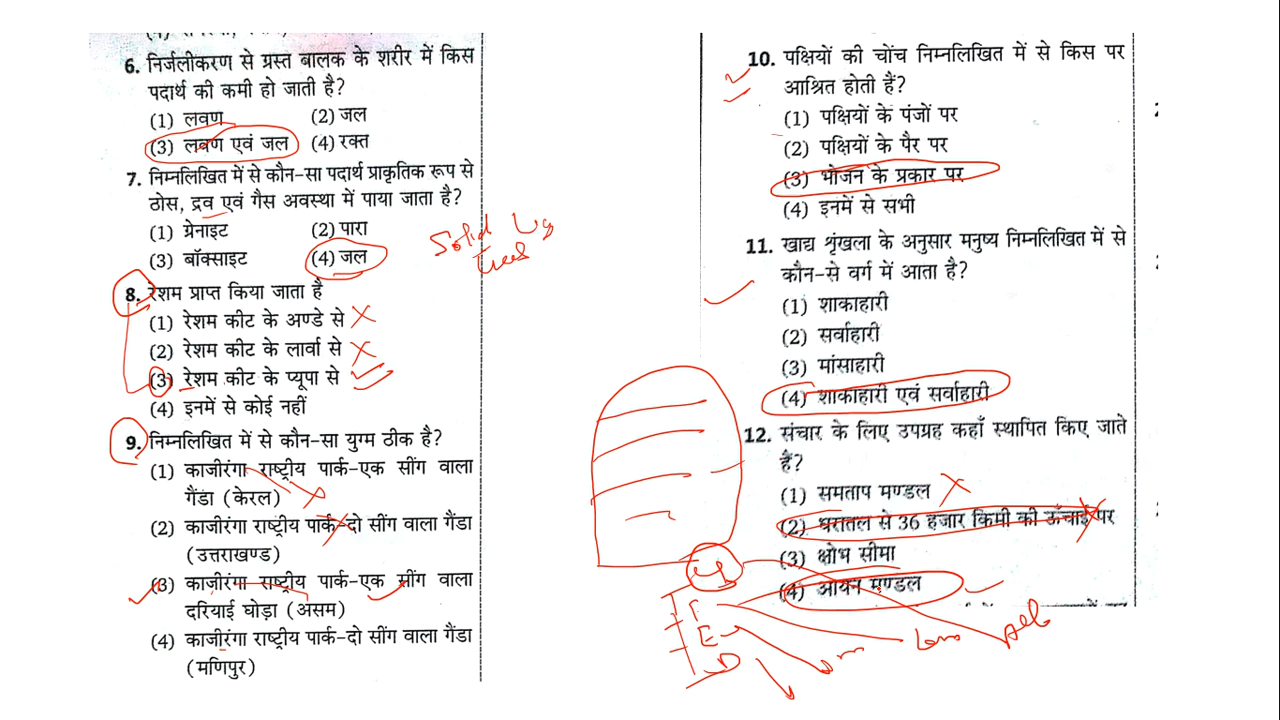 6. निर्जलीकरण से ग्रस्त बालक के शरीर में किस
पदार्थ की कमी हो जाती है?
(1) लवण (2) जल
(3) लवण एवं जल (4) रक्त
7. निम्नलिखित में से कौन-सा पदार्थ प्राकृतिक रूप से
ठोस, द्रव एवं गैस अवस्था में पाया जाता है?
(1) ग्रेनाइट (2) पारा
(3) बॉक्साइट (4) जल
Solid
8. रेशम प्राप्त किया जाता है
(1) रेशम कीट के अण्डे से
(2) रेशम कीट के लार्वा से
(3) रेशम कीट के प्यूपा से
(4) इनमें से कोई नहीं
9. निम्नलिखित में से कौन-सा युग्म ठीक है?
(1) काजीरंगा राष्ट्रीय पार्क-एक सींग वाला
गैंडा (केरल)
(2) काजीरंगा राष्ट्रीय पार्क-दो सींग वाला गैंडा
(उत्तराखण्ड)
(3) काज़ीरंगा राष्ट्रीय पार्क-एक सींग वाला
दरियाई घोड़ा (असम)
(4) काजीरंगा राष्ट्रीय पार्क-दो सींग वाला गैंडा
(मणिपुर)
10. पक्षियों की चोंच निम्नलिखित में से किस पर
आश्रित होती हैं?
(1) पक्षियों के पंजों पर
(2) पक्षियों के पैर पर
(3) भोजन के प्रकार पर
(4) इनमें से सभी
11. खाद्य श्रृंखला के अनुसार मनुष्य निम्नलिखित में से
कौन-से वर्ग में आता है?
(1) शाकाहारी
(2) सर्वाहारी
(3) मांसाहारी
(4) शाकाहारी एवं सर्वाहारी
12. संचार के लिए उपग्रह कहाँ स्थापित किए जाते
हैं?
(1) समताप मण्डल
(2) धरातल से 36 हजार किमी की ऊँचाई पर
(3) क्षोभ सीमा
(4) आयन मण्डल
F
E
D